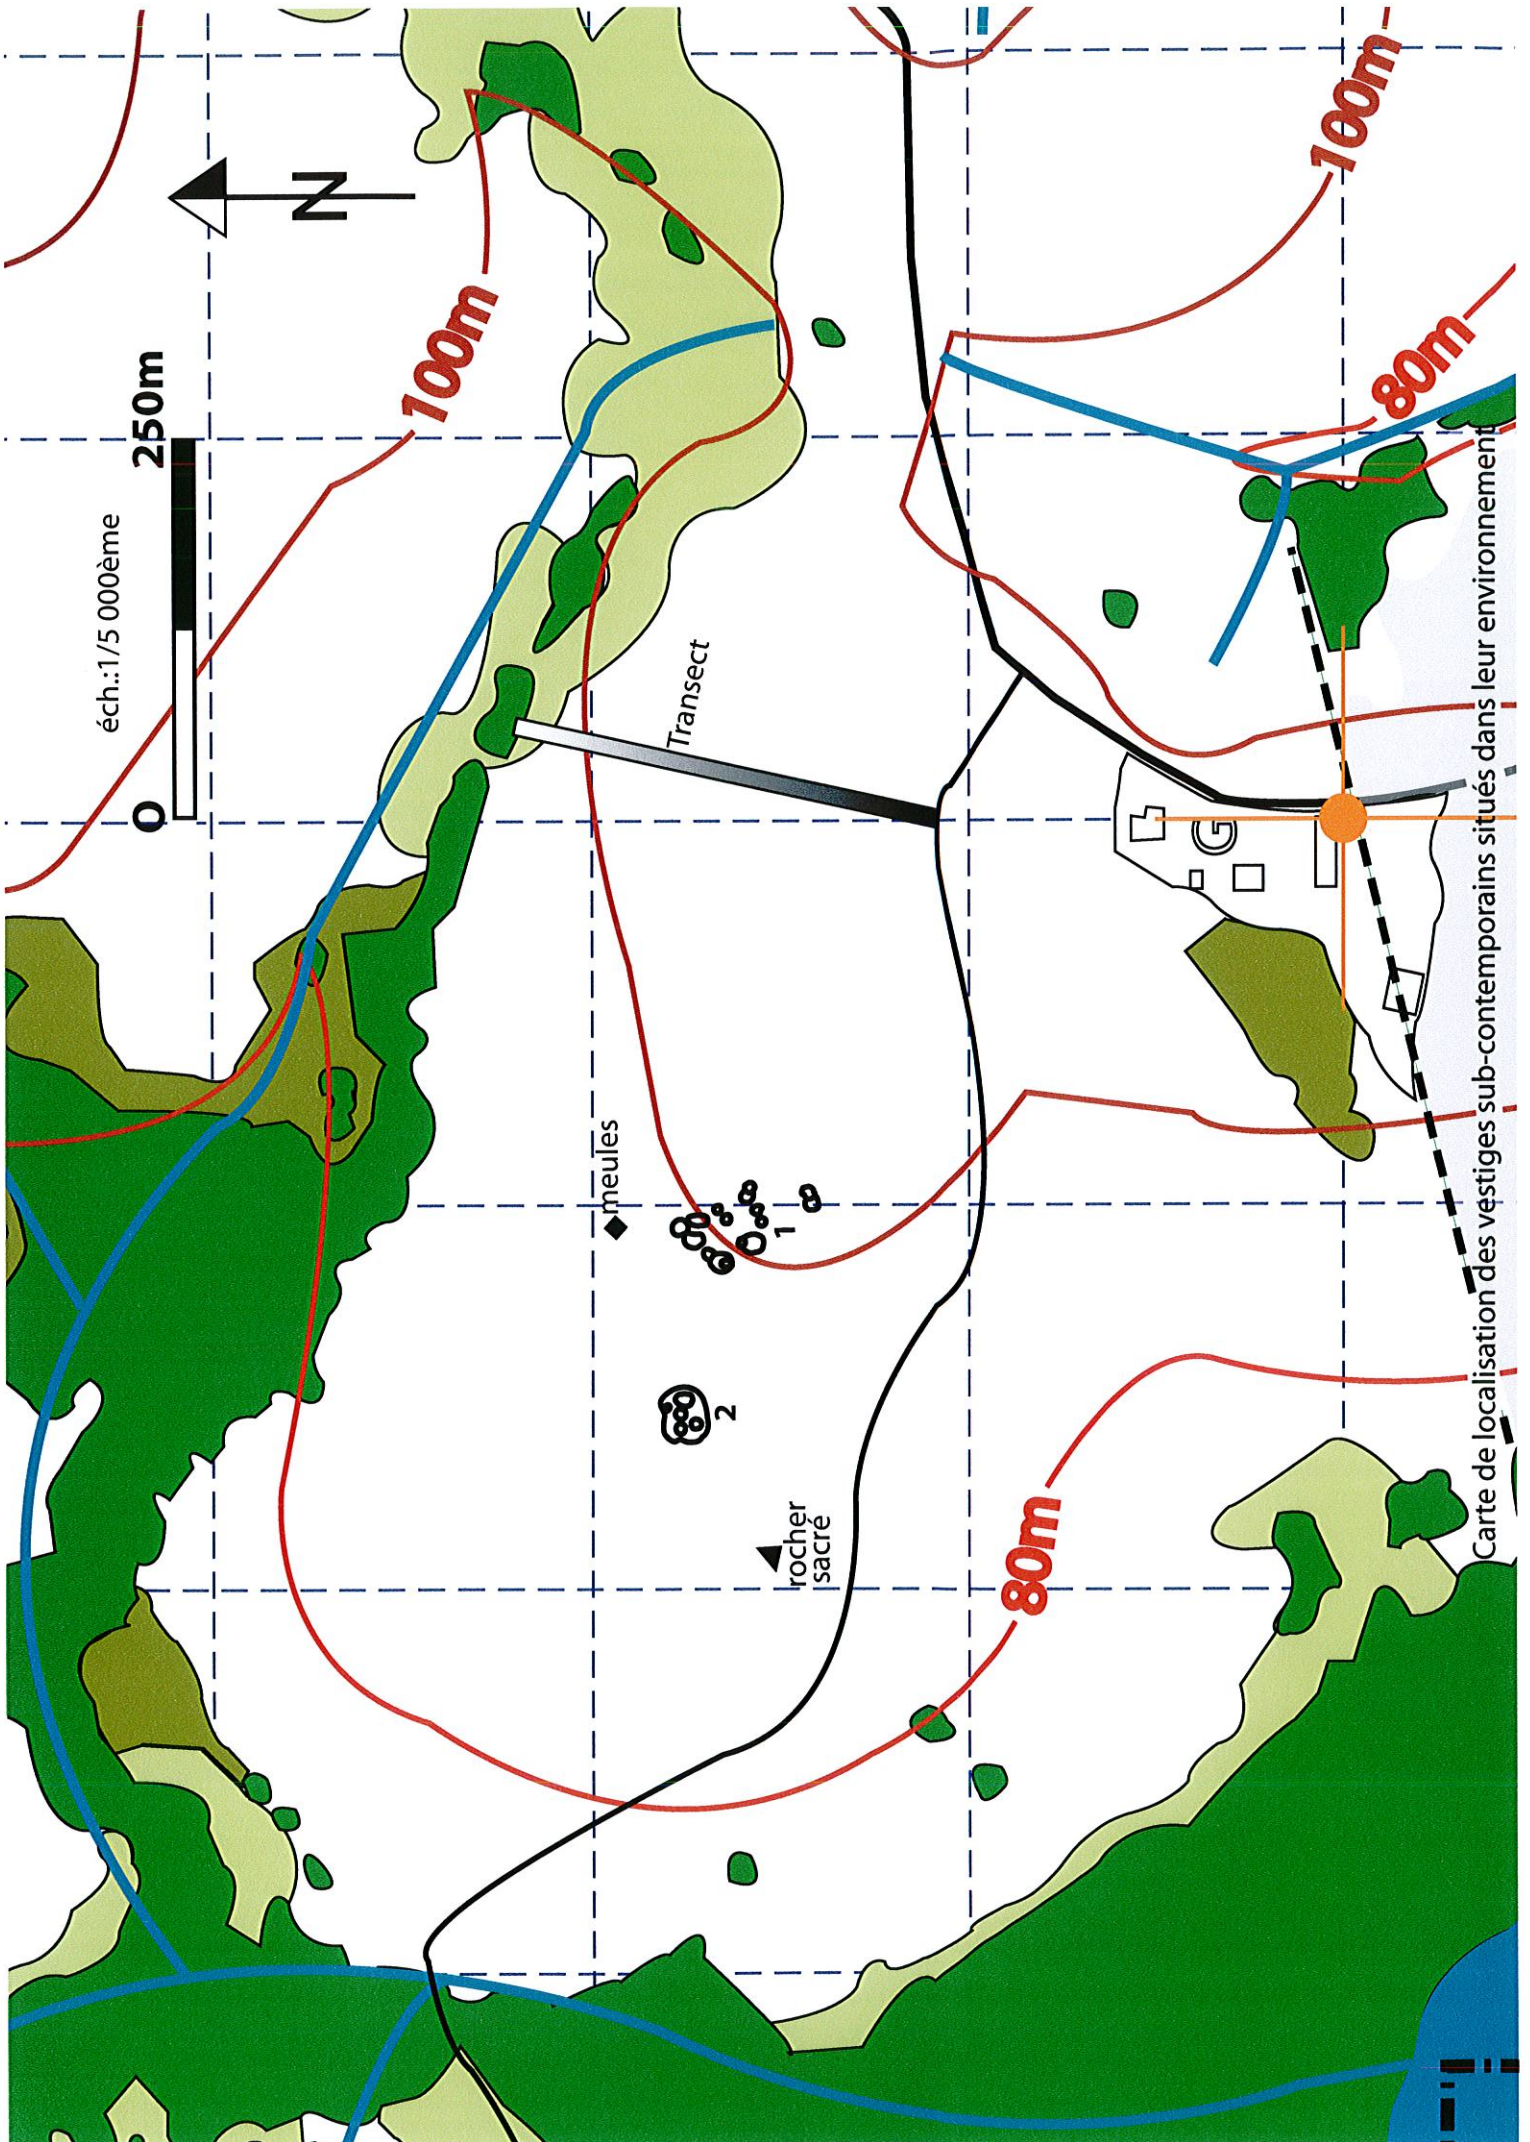 éch.:1/5 000ème
0
250m
N
100m
100m
80m
80m
Transect
meules
1
2
rocher
sacré
G
Carte de localisation des vestiges sub-contemporains situés dans leur environnement